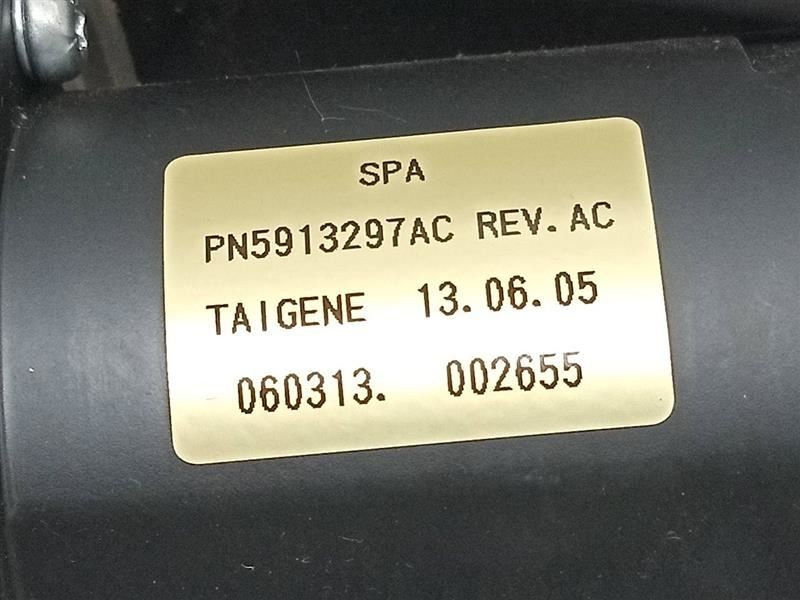 SPA
PN5913297AC REV. AC
TAIGENE 13.06.05
060313. 002655